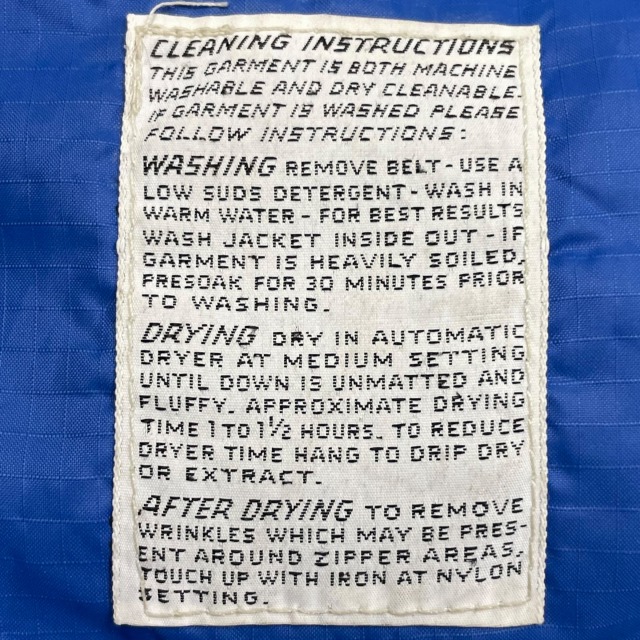 CLEANING INSTRUCTIONS
THIS GARMENT IS BOTH MACHINE
WASHABLE AND DRY CLEANABLE.
IF GARMENT IS WASHED PLEASE
FOLLOW INSTRUCTIONS:
WASHING REMOVE BELT - USE A
LOW SUDS DETERGENT - WASH IN
WARM WATER - FOR BEST RESULTS
WASH JACKET INSIDE OUT - IF
GARMENT IS HEAVILY SOILED,
PRESOAK FOR 30 MINUTES PRIOR
TO WASHING.
DRYING DRY IN AUTOMATIC
DRYER AT MEDIUM SETTING
UNTIL DOWN IS UNMATTED AND
FLUFFY. APPROXIMATE DRYING
TIME 1 TO 1½ HOURS. TO REDUCE
DRYER TIME HANG TO DRIP DRY
OR EXTRACT.
AFTER DRYING TO REMOVE
WRINKLES WHICH MAY BE PRES-
ENT AROUND ZIPPER AREAS,
TOUCH UP WITH IRON AT NYLON
SETTING.